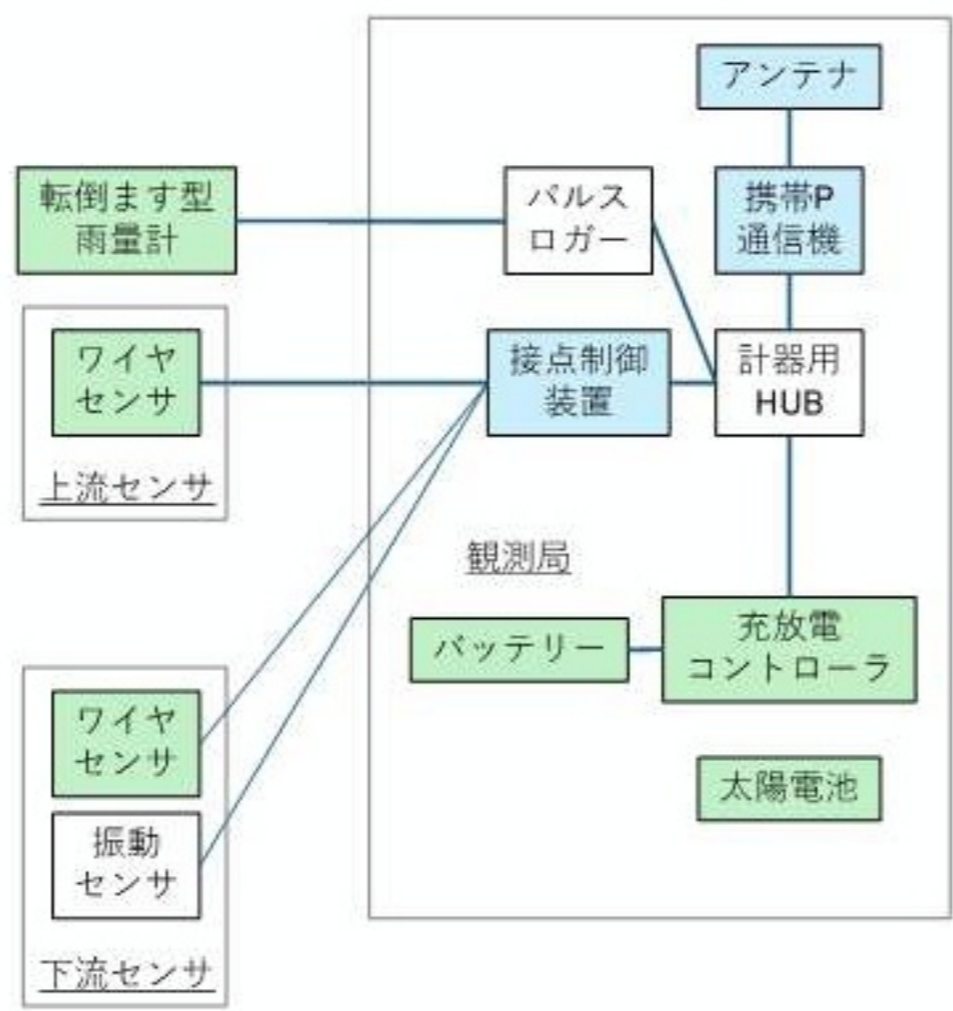 アンテナ
転倒ます型
雨量計
パルス
ロガー
携帯P
通信機
ワイヤ
センサ
上流センサ
接点制御
装置
計器用
HUB
観測局
バッテリー
充放電
コントローラ
太陽電池
ワイヤ
センサ
振動
センサ
下流センサ